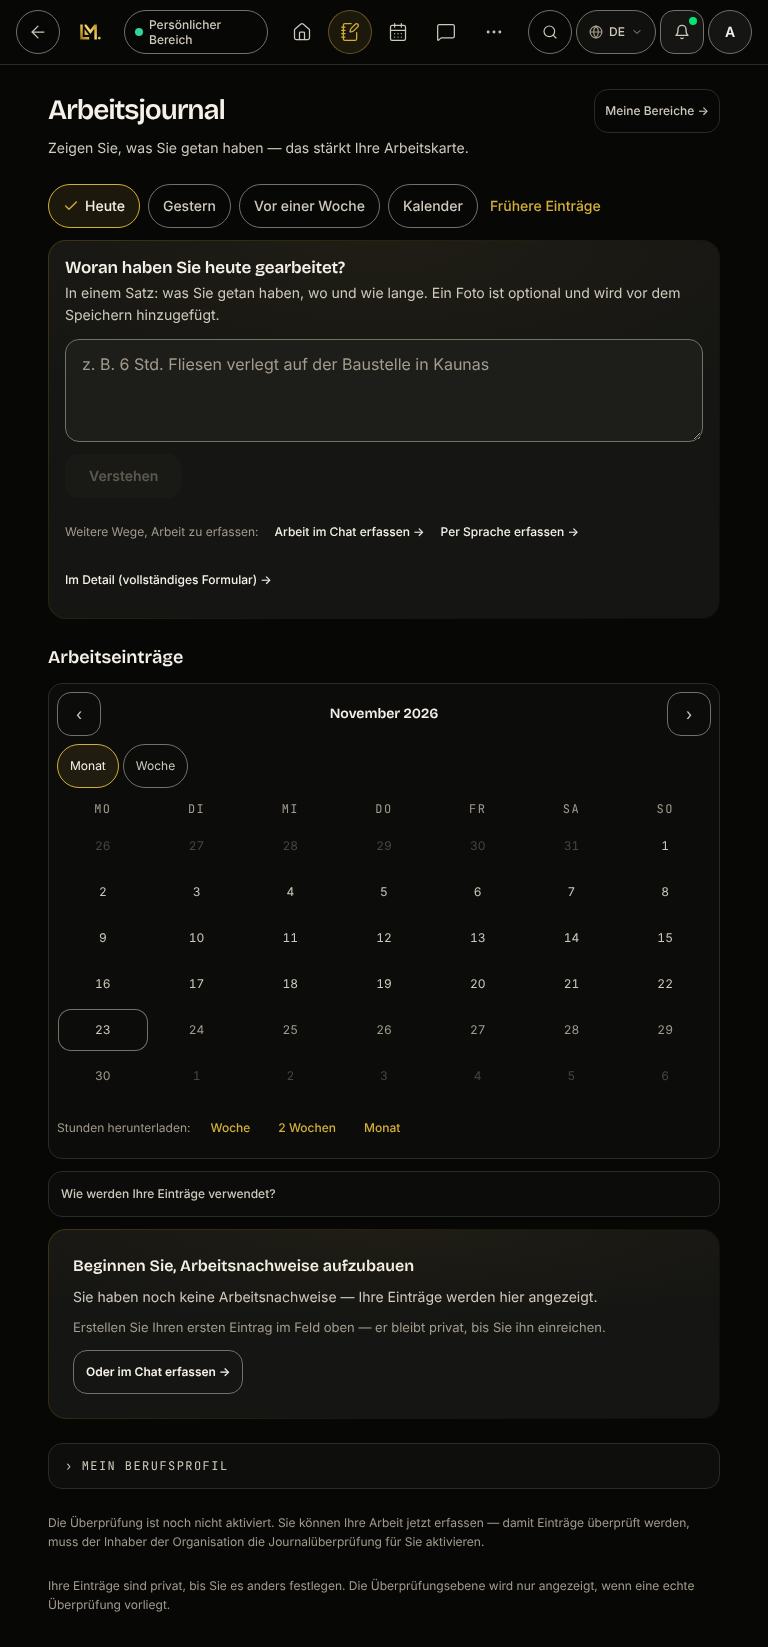 LM.
Persönlicher
Bereich
DE
A
Arbeitsjournal
Meine Bereiche →
Zeigen Sie, was Sie getan haben — das stärkt Ihre Arbeitskarte.
Heute
Gestern
Vor einer Woche
Kalender
Frühere Einträge
Woran haben Sie heute gearbeitet?
In einem Satz: was Sie getan haben, wo und wie lange. Ein Foto ist optional und wird vor dem
Speichern hinzugefügt.
z. B. 6 Std. Fliesen verlegt auf der Baustelle in Kaunas
Verstehen
Weitere Wege, Arbeit zu erfassen: Arbeit im Chat erfassen → Per Sprache erfassen →
Im Detail (vollständiges Formular) →
Arbeitseinträge
‹ November 2026 ›
Monat Woche
MO DI MI DO FR SA SO
26 27 28 29 30 31 1
2 3 4 5 6 7 8
9 10 11 12 13 14 15
16 17 18 19 20 21 22
23 24 25 26 27 28 29
30 1 2 3 4 5 6
Stunden herunterladen: Woche 2 Wochen Monat
Wie werden Ihre Einträge verwendet?
Beginnen Sie, Arbeitsnachweise aufzubauen
Sie haben noch keine Arbeitsnachweise — Ihre Einträge werden hier angezeigt.
Erstellen Sie Ihren ersten Eintrag im Feld oben — er bleibt privat, bis Sie ihn einreichen.
Oder im Chat erfassen →
› MEIN BERUFSPROFIL
Die Überprüfung ist noch nicht aktiviert. Sie können Ihre Arbeit jetzt erfassen — damit Einträge überprüft werden,
muss der Inhaber der Organisation die Journalüberprüfung für Sie aktivieren.
Ihre Einträge sind privat, bis Sie es anders festlegen. Die Überprüfungsebene wird nur angezeigt, wenn eine echte
Überprüfung vorliegt.